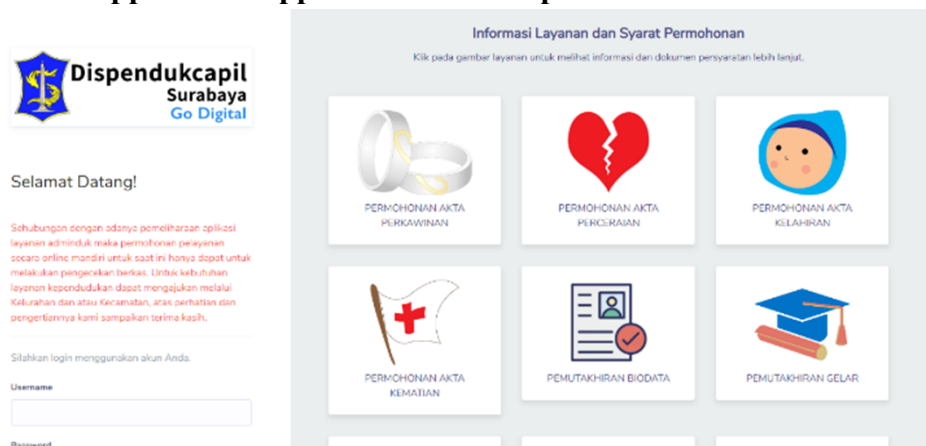 Dispendukcapil
Surabaya
Go Digital
Selamat Datang!
Sehubungan dengan adanya pemeliharaan aplikasi
layanan adminduk maka permohonan pelayanan
secara online mandiri untuk saat ini hanya dapat untuk
melakukan pengecekan berkas. Untuk kebutuhan
layanan kependudukan dapat mengajukan melalui
Kelurahan dan atau Kecamatan, atas perhatian dan
pengertiannya kami sampaikan terima kasih.
Silahkan login menggunakan akun Anda.
Username
Password
Informasi Layanan dan Syarat Permohonan
Klik pada gambar layanan untuk melihat informasi dan dokumen persyaratan lebih lanjut.
PERMOHONAN AKTA
PERKAWINAN
PERMOHONAN AKTA
PERCERAIAN
PERMOHONAN AKTA
KELAHIRAN
PERMOHONAN AKTA
KEMATIAN
PEMUTAKHIRAN BIODATA
PEMUTAKHIRAN GELAR